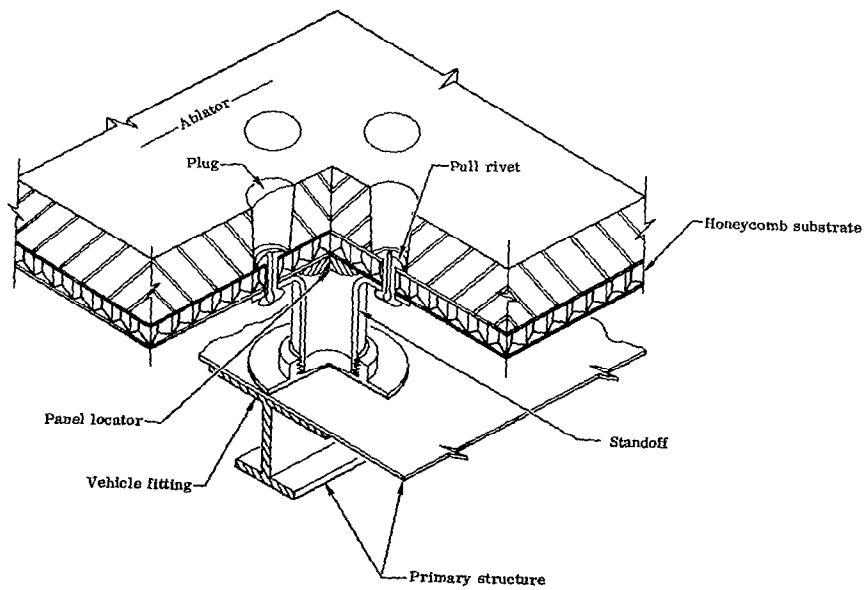 Ablator
Plug
Pull rivet
Honeycomb substrate
Panel locator
Standoff
Vehicle fitting
Primary structure